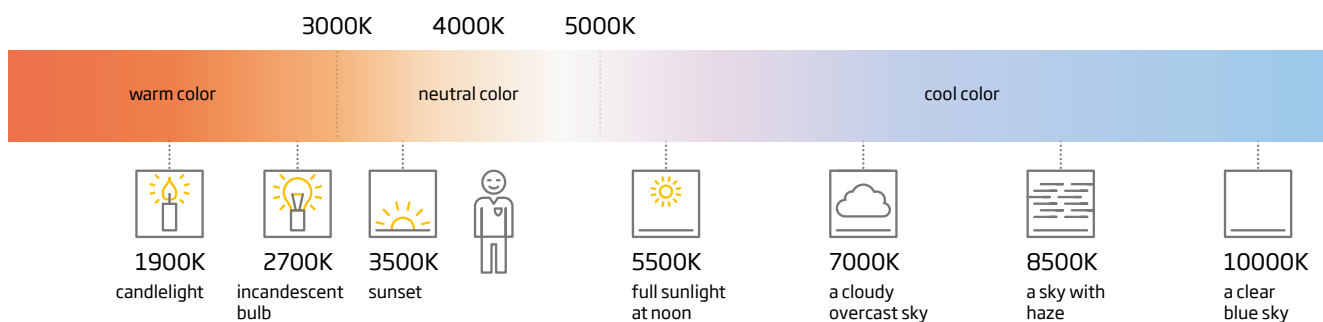 3000K 4000K 5000K
warm color neutral color cool color
1900K 2700K 3500K 5500K 7000K 8500K 10000K
candlelight incandescent sunset full sunlight a cloudy a sky with a clear
bulb at noon overcast sky haze blue sky